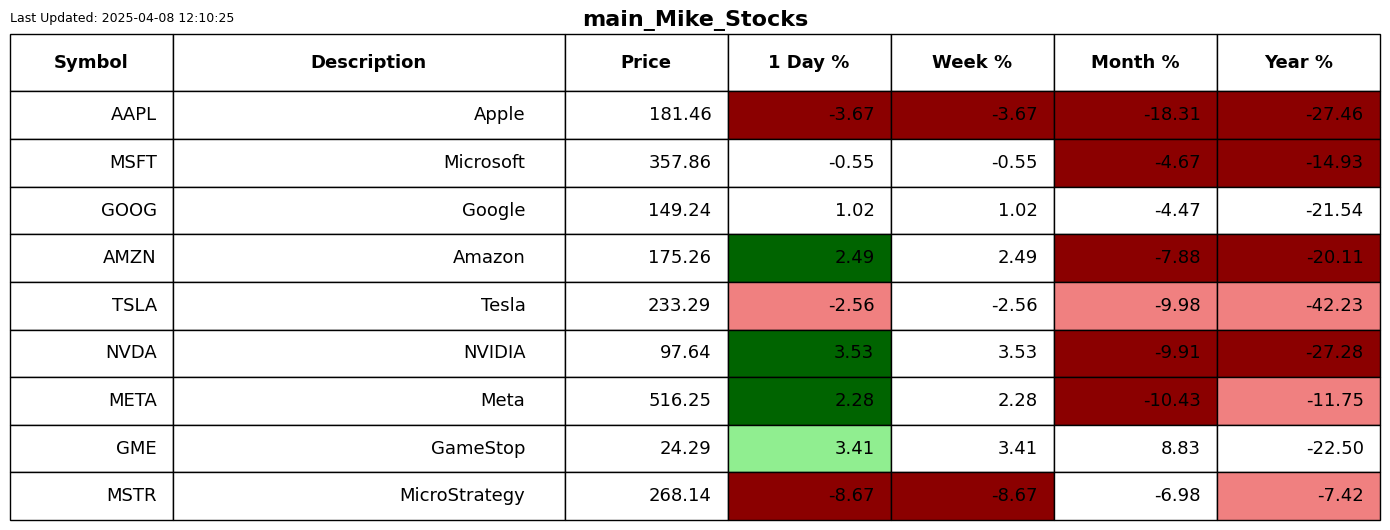 Last Updated: 2025-04-08 12:10:25
main_Mike_Stocks
Symbol Description Price 1 Day % Week % Month % Year %
AAPL Apple 181.46 -3.67 -3.67 -18.31 -27.46
MSFT Microsoft 357.86 -0.55 -0.55 -4.67 -14.93
GOOG Google 149.24 1.02 1.02 -4.47 -21.54
AMZN Amazon 175.26 2.49 2.49 -7.88 -20.11
TSLA Tesla 233.29 -2.56 -2.56 -9.98 -42.23
NVDA NVIDIA 97.64 3.53 3.53 -9.91 -27.28
META Meta 516.25 2.28 2.28 -10.43 -11.75
GME GameStop 24.29 3.41 3.41 8.83 -22.50
MSTR MicroStrategy 268.14 -8.67 -8.67 -6.98 -7.42